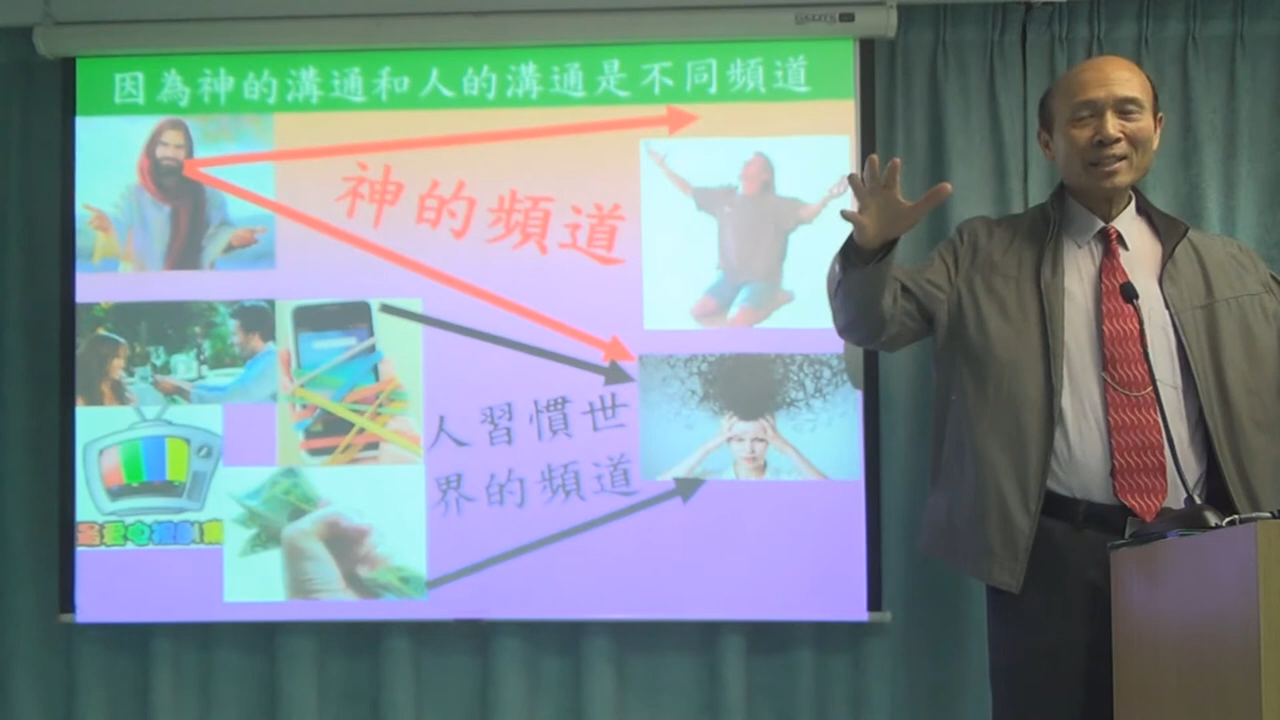 因為神的溝通和人的溝通是不同頻道
神的頻道
人習慣世
界的頻道